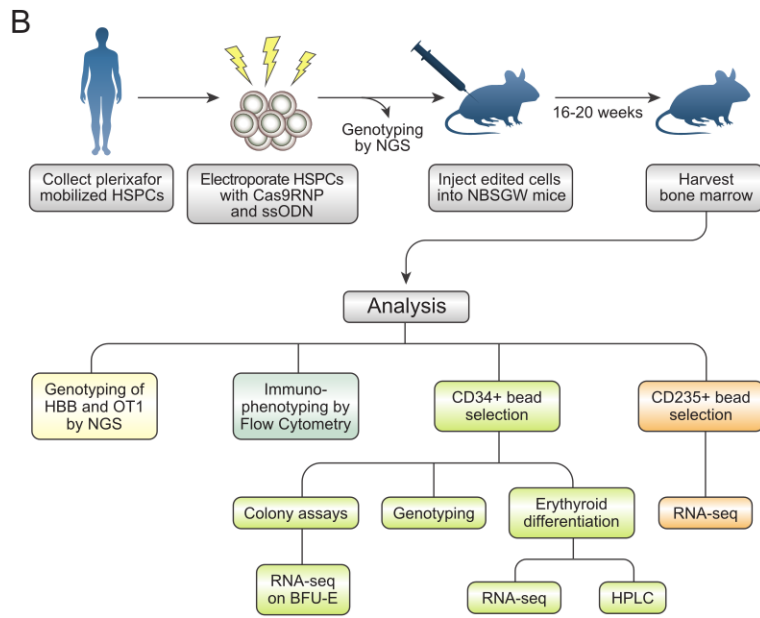 B
Genotyping
by NGS
16-20 weeks
Collect plerixafor
mobilized HSPCs
Electroporate HSPCs
with Cas9RNP
and ssODN
Inject edited cells
into NBSGW mice
Harvest
bone marrow
Analysis
Genotyping of
HBB and OT1
by NGS
Immuno-
phenotyping by
Flow Cytometry
CD34+ bead
selection
CD235+ bead
selection
Colony assays
Genotyping
Erythyroid
differentiation
RNA-seq
RNA-seq
on BFU-E
RNA-seq
HPLC